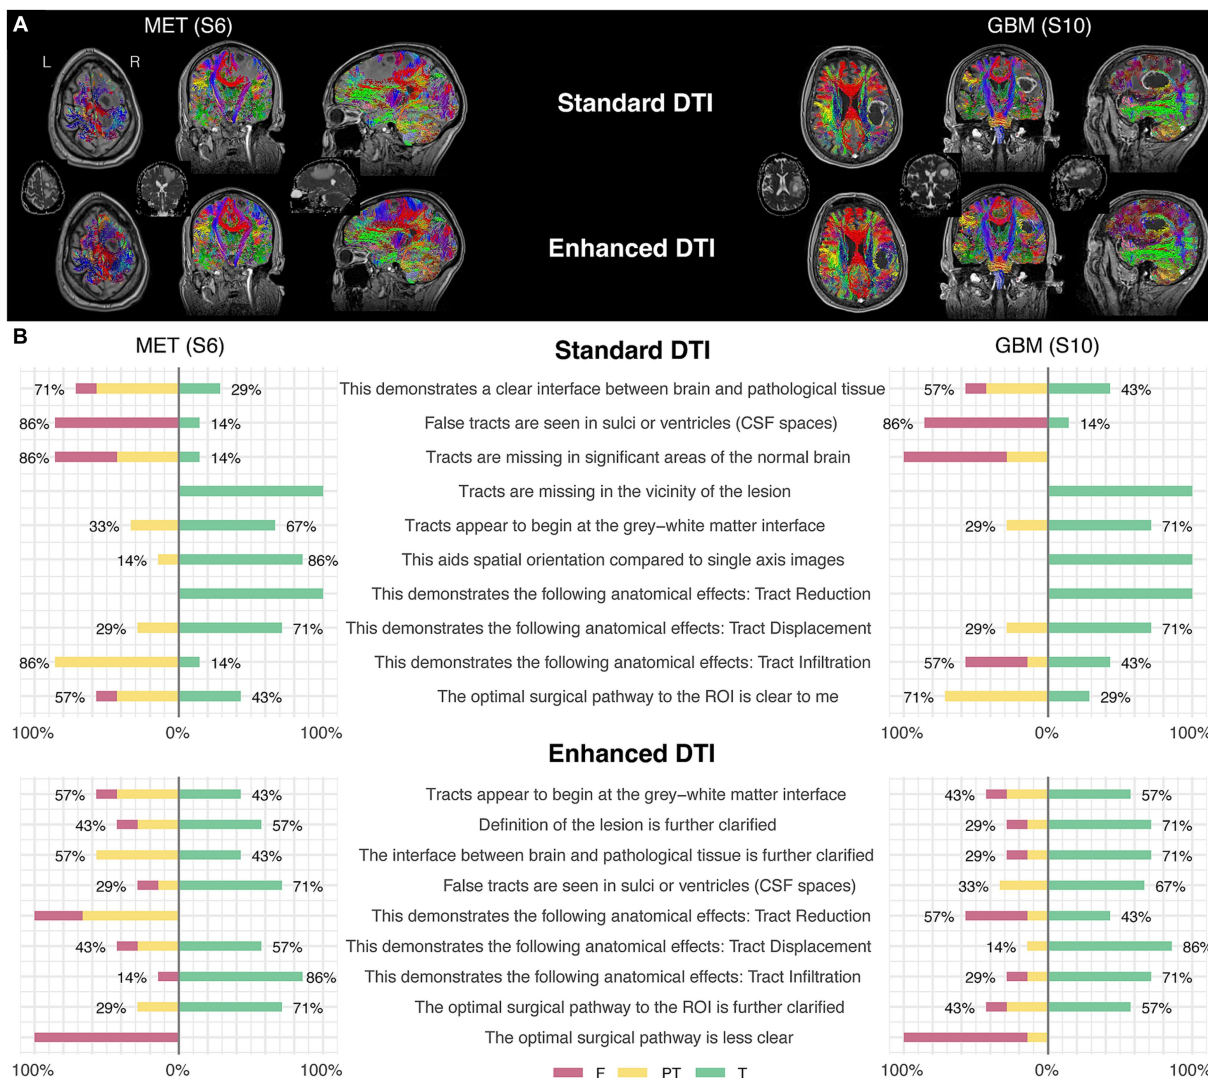 A
MET (S6)
GBM (S10)
L R
Standard DTI
Enhanced DTI
B
MET (S6)
Standard DTI
GBM (S10)
71% 29% This demonstrates a clear interface between brain and pathological tissue 57% 43%
86% 14% False tracts are seen in sulci or ventricles (CSF spaces) 86% 14%
86% 14% Tracts are missing in significant areas of the normal brain
Tracts are missing in the vicinity of the lesion
33% 67% Tracts appear to begin at the grey–white matter interface 29% 71%
14% 86% This aids spatial orientation compared to single axis images
This demonstrates the following anatomical effects: Tract Reduction
29% 71% This demonstrates the following anatomical effects: Tract Displacement 29% 71%
86% 14% This demonstrates the following anatomical effects: Tract Infiltration 57% 43%
57% 43% The optimal surgical pathway to the ROI is clear to me 71% 29%
100% 0% 100% 100% 0% 100%
Enhanced DTI
57% 43% Tracts appear to begin at the grey–white matter interface 43% 57%
43% 57% Definition of the lesion is further clarified 29% 71%
57% 43% The interface between brain and pathological tissue is further clarified 29% 71%
29% 71% False tracts are seen in sulci or ventricles (CSF spaces) 33% 67%
This demonstrates the following anatomical effects: Tract Reduction 57% 43%
43% 57% This demonstrates the following anatomical effects: Tract Displacement 14% 86%
14% 86% This demonstrates the following anatomical effects: Tract Infiltration 29% 71%
29% 71% The optimal surgical pathway to the ROI is further clarified 43% 57%
The optimal surgical pathway is less clear
100% 0% 100% 100% 0% 100%
F PT T